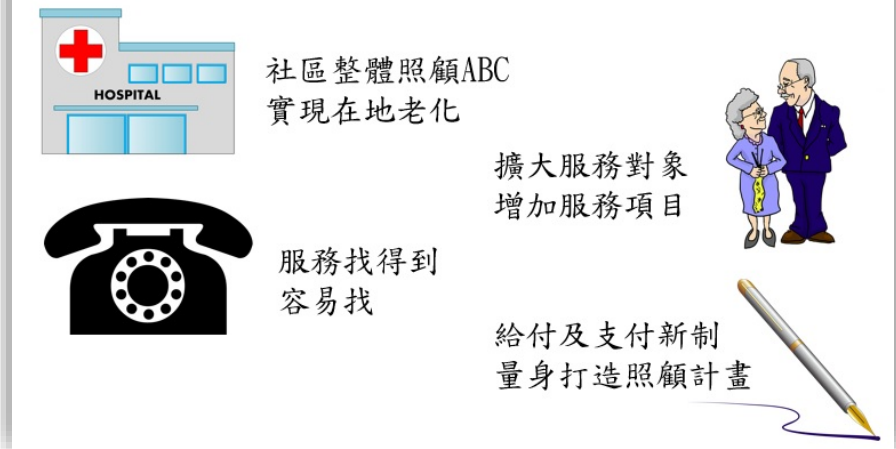 HOSPITAL
社區整體照顧ABC
實現在地老化
擴大服務對象
增加服務項目
服務找得到
容易找
給付及支付新制
量身打造照顧計畫